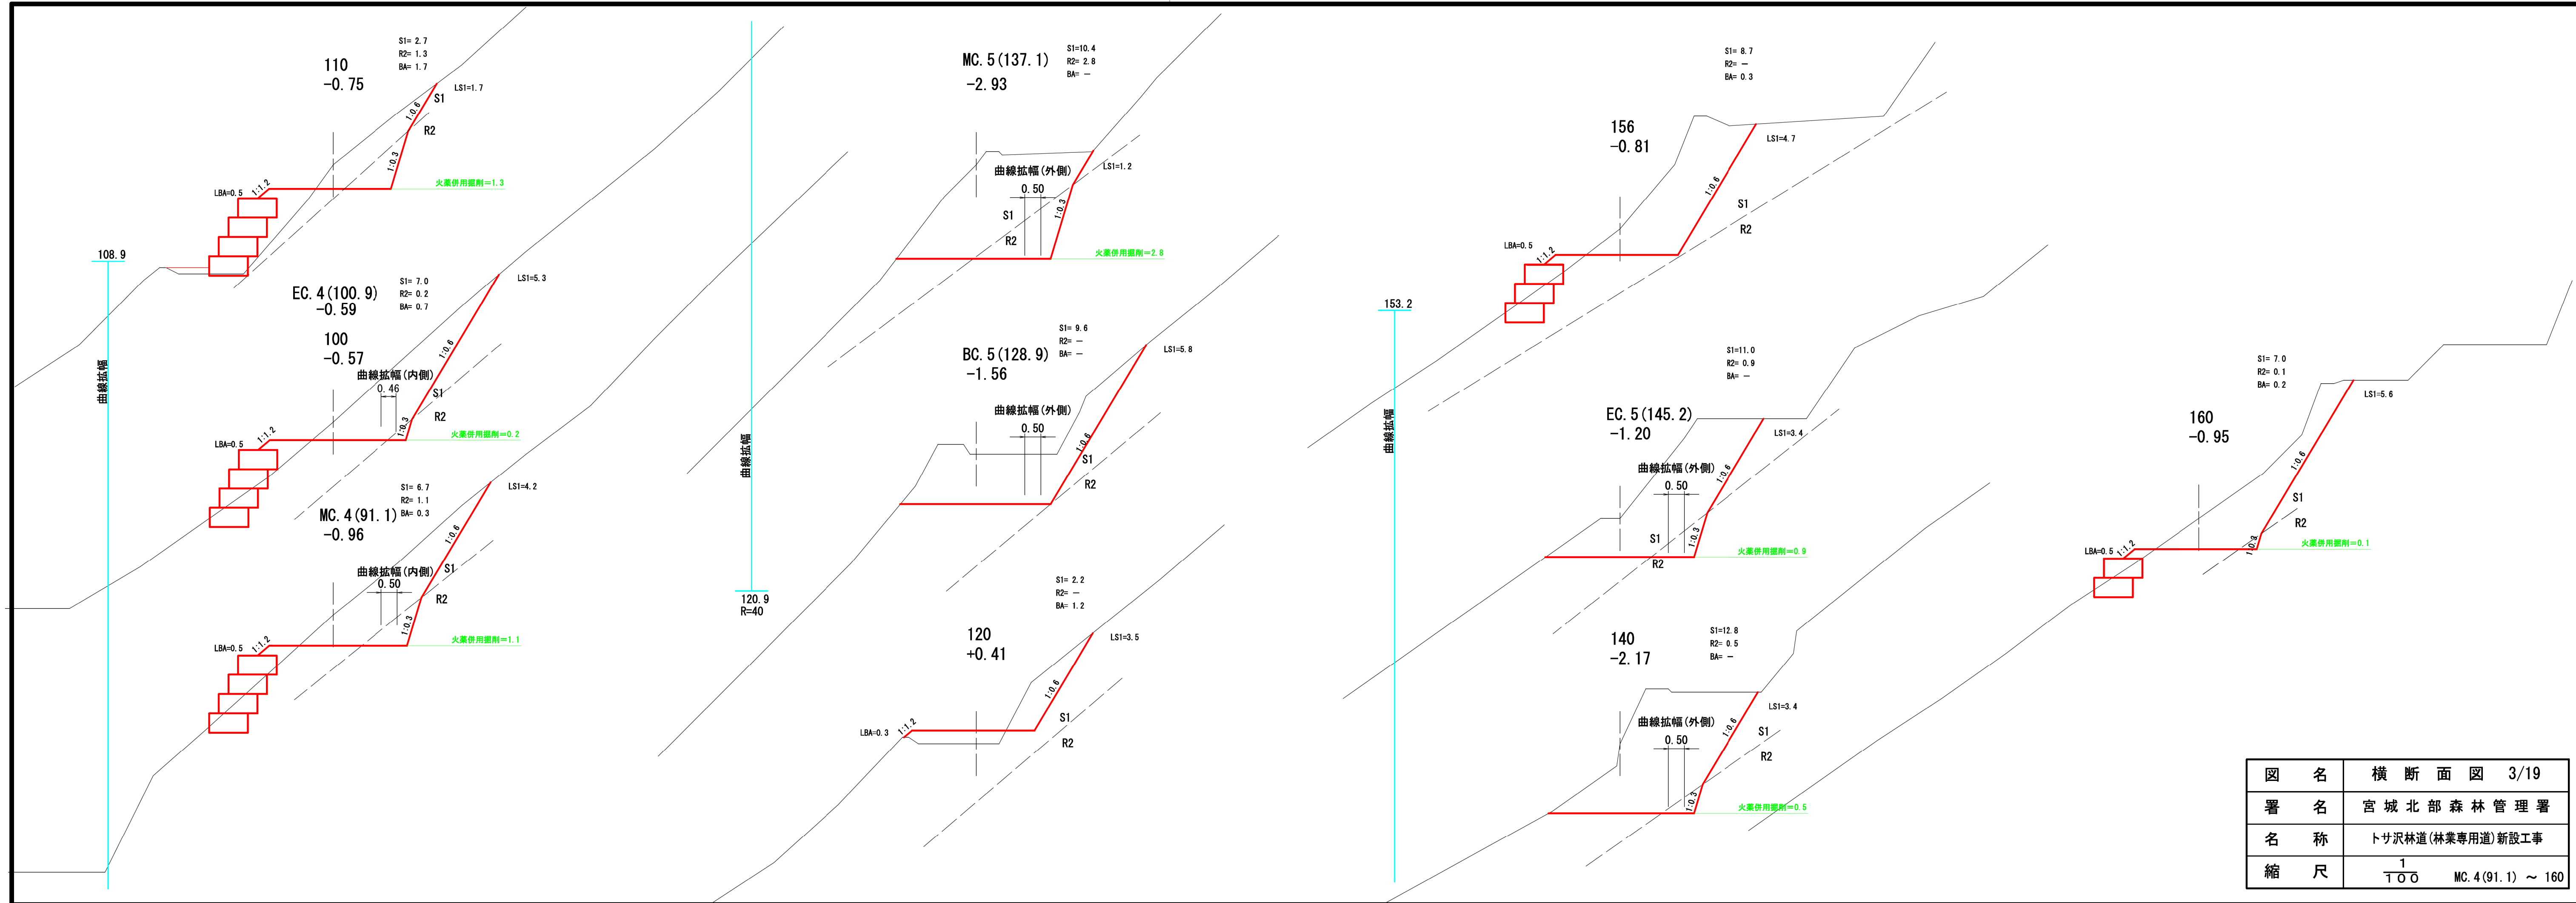 110
-0.75
S1= 2.7
R2= 1.3
BA= 1.7
LS1=1.7
1:0.6
S1
R2
1:0.3
火薬併用掘削=1.3
LBA=0.5
1:1.2
108.9
曲線拡幅
EC.4(100.9)
-0.59
S1= 7.0
R2= 0.2
BA= 0.7
LS1=5.3
100
-0.57
曲線拡幅(内側)
0.46
1:0.6
S1
R2
1:0.3
火薬併用掘削=0.2
LBA=0.5
1:1.2
MC.4(91.1)
-0.96
S1= 6.7
R2= 1.1
BA= 0.3
LS1=4.2
1:0.6
曲線拡幅(内側)
0.50
S1
R2
1:0.3
火薬併用掘削=1.1
LBA=0.5
1:1.2
MC.5(137.1)
-2.93
S1=10.4
R2= 2.8
BA= —
LS1=1.2
曲線拡幅(外側)
0.50
1:0.3
S1
R2
火薬併用掘削=2.8
曲線拡幅
120.9
R=40
BC.5(128.9)
-1.56
S1= 9.6
R2= —
BA= —
LS1=5.8
曲線拡幅(外側)
0.50
1:0.6
S1
R2
120
+0.41
S1= 2.2
R2= —
BA= 1.2
LS1=3.5
1:0.6
S1
R2
LBA=0.3
1:1.2
156
-0.81
S1= 8.7
R2= —
BA= 0.3
LS1=4.7
1:0.6
S1
R2
LBA=0.5
1:1.2
153.2
曲線拡幅
EC.5(145.2)
-1.20
S1=11.0
R2= 0.9
BA= —
LS1=3.4
曲線拡幅(外側)
0.50
1:0.6
1:0.3
S1
R2
火薬併用掘削=0.9
140
-2.17
S1=12.8
R2= 0.5
BA= —
LS1=3.4
曲線拡幅(外側)
0.50
1:0.6
S1
R2
1:0.3
火薬併用掘削=0.5
160
-0.95
S1= 7.0
R2= 0.1
BA= 0.2
LS1=5.6
1:0.6
S1
R2
1:0.3
火薬併用掘削=0.1
LBA=0.5
1:1.2
図 名 横 断 面 図 3/19
署 名 宮城北部森林管理署
名 称 トサ沢林道(林業専用道)新設工事
縮 尺 1/100 MC.4(91.1) ～ 160